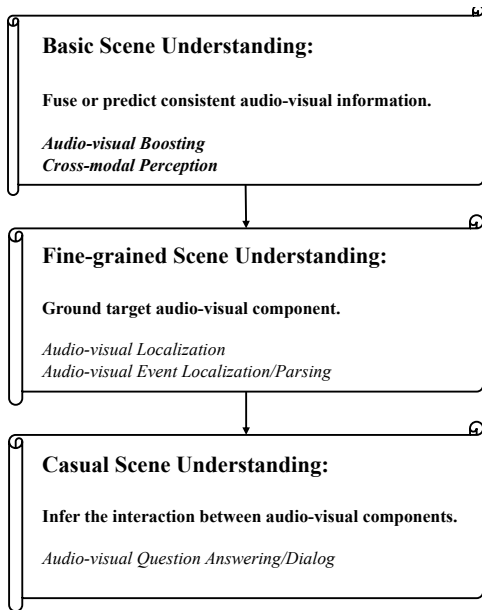 Basic Scene Understanding:
Fuse or predict consistent audio-visual information.
Audio-visual Boosting
Cross-modal Perception
Fine-grained Scene Understanding:
Ground target audio-visual component.
Audio-visual Localization
Audio-visual Event Localization/Parsing
Casual Scene Understanding:
Infer the interaction between audio-visual components.
Audio-visual Question Answering/Dialog